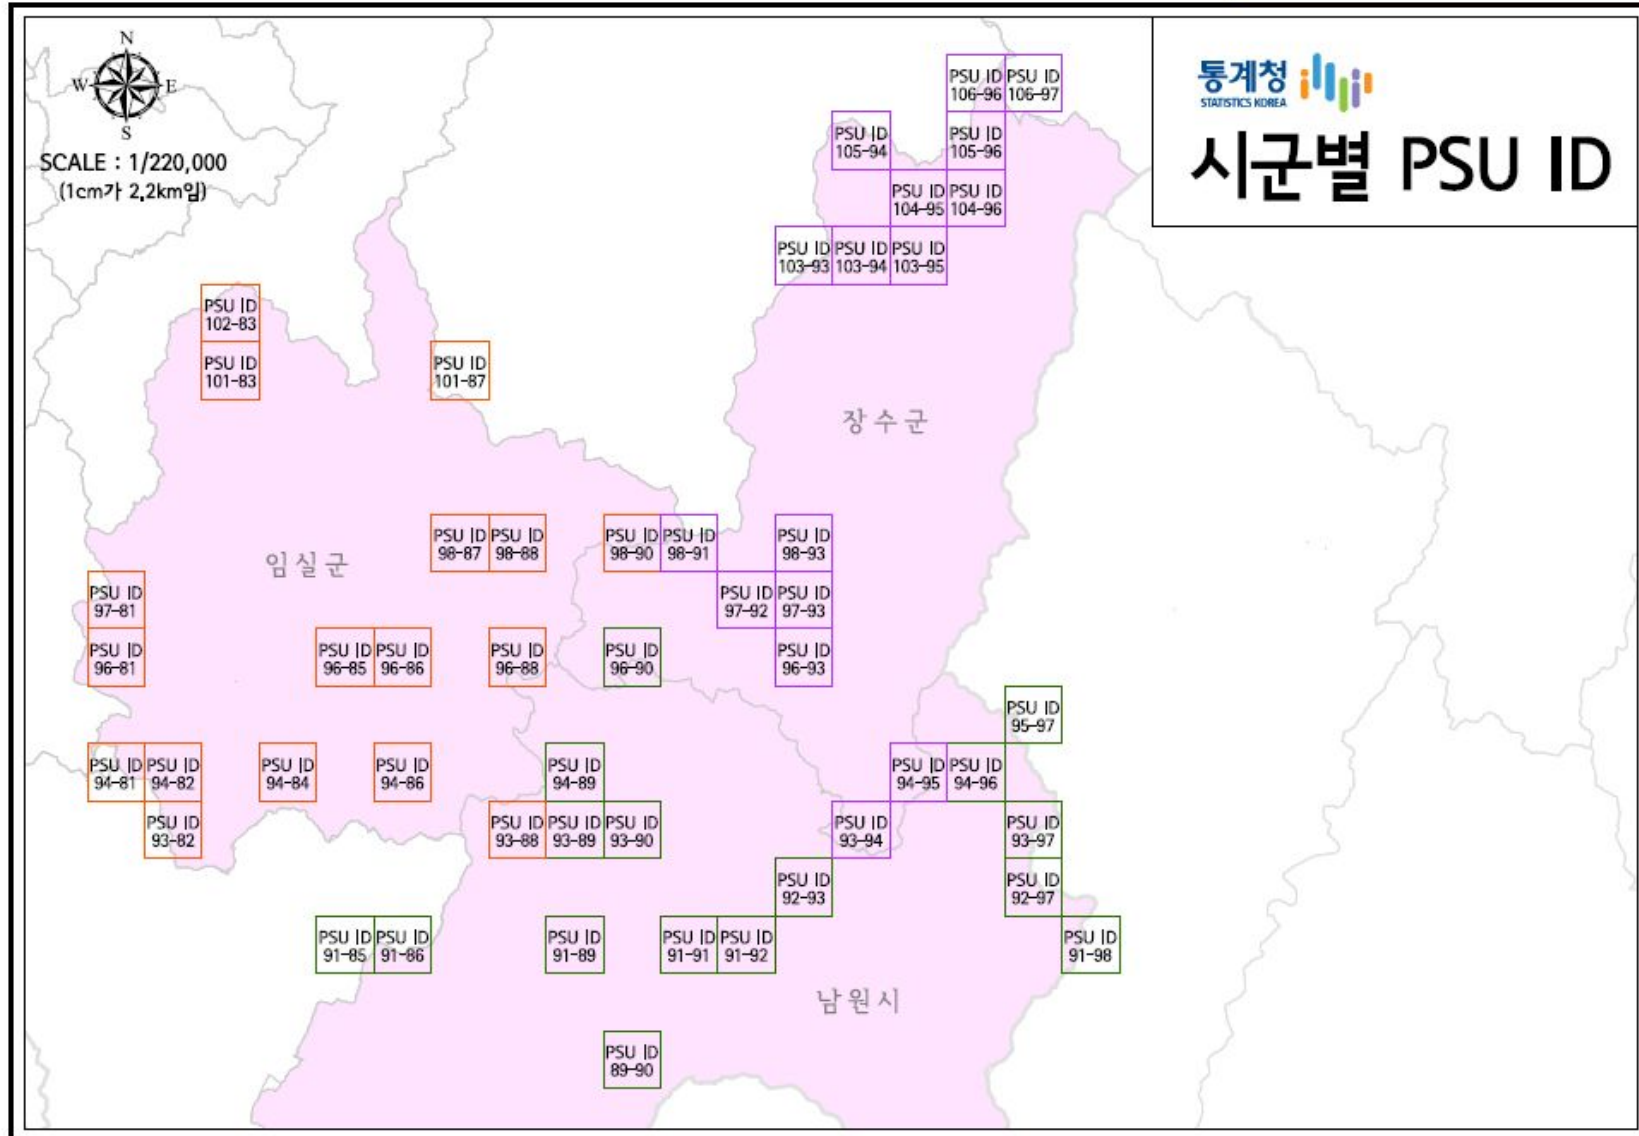 N
W E
S
SCALE : 1/220,000
(1cm가 2.2km임)
통계청
STATISTICS KOREA
시군별 PSU ID
PSU ID PSU ID
106-96 106-97
PSU ID PSU ID
105-94 105-96
PSU ID PSU ID
104-95 104-96
PSU ID PSU ID PSU ID
103-93 103-94 103-95
PSU ID
102-83
PSU ID PSU ID
101-83 101-87
장수군
PSU ID PSU ID PSU ID PSU ID PSU ID
98-87 98-88 98-90 98-91 98-93
임실군
PSU ID PSU ID PSU ID
97-81 97-92 97-93
PSU ID PSU ID PSU ID PSU ID PSU ID PSU ID
96-81 96-85 96-86 96-88 96-90 96-93
PSU ID
95-97
PSU ID PSU ID PSU ID PSU ID PSU ID PSU ID PSU ID
94-81 94-82 94-84 94-86 94-89 94-95 94-96
PSU ID PSU ID PSU ID PSU ID PSU ID PSU ID
93-82 93-88 93-89 93-90 93-94 93-97
PSU ID PSU ID
92-93 92-97
PSU ID PSU ID PSU ID PSU ID PSU ID PSU ID
91-85 91-86 91-89 91-91 91-92 91-98
남원시
PSU ID
89-90